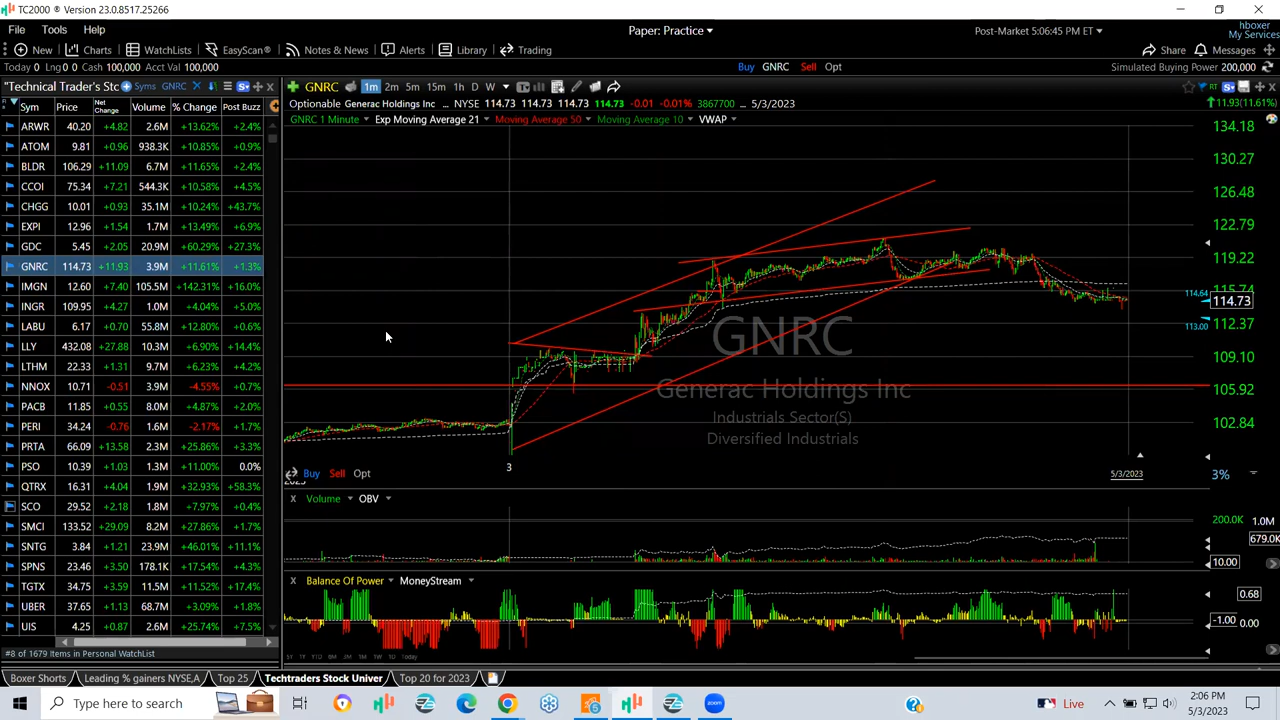 TC2000 ® Version 23.0.8517.25266
File Tools Help
Paper: Practice
Post-Market 5:06:45 PM ET
hboxer
My Services
New Charts WatchLists EasyScan® Notes & News Alerts Library Trading
Share Messages
Today 0 Lng0 0 Cash 100,000 Acct Val 100,000
Buy GNRC Sell Opt
Simulated Buying Power 200,000
"Technical Trader's Sto Syms GNRC
GNRC 1m 2m 5m 15m 1h D W
RT
Sym Price Net Change Volume % Change Post Buzz
Optionable Generac Holdings Inc ... NYSE 114.73 114.73 114.73 114.73 -0.01 -0.01% 3867700 ... 5/3/2023
11.93(11.61%)
GNRC 1 Minute Exp Moving Average 21 Moving Average 50 Moving Average 10 VWAP
ARWR 40.20 +4.82 2.6M +13.62% +2.4%
ATOM 9.81 +0.96 938.3K +10.85% +0.9%
BLDR 106.29 +11.09 6.7M +11.65% +2.4%
CCOI 75.34 +7.21 544.3K +10.58% +4.5%
CHGG 10.01 +0.93 35.1M +10.24% +43.7%
EXPI 12.96 +1.54 1.7M +13.49% +6.9%
GDC 5.45 +2.05 20.9M +60.29% +27.3%
GNRC 114.73 +11.93 3.9M +11.61% +1.3%
IMGN 12.60 +7.40 105.5M +142.31% +16.0%
INGR 109.95 +4.27 1.0M +4.04% +5.0%
LABU 6.17 +0.70 55.8M +12.80% +0.6%
LLY 432.08 +27.88 10.3M +6.90% +14.4%
LTHM 22.33 +1.31 9.7M +6.23% +4.2%
NNOX 10.71 -0.51 3.9M -4.55% +0.7%
PACB 11.85 +0.55 8.0M +4.87% +2.0%
PERI 34.24 -0.76 1.6M -2.17% +1.7%
PRTA 66.09 +13.58 2.3M +25.86% +3.3%
PSO 10.39 +1.03 1.3M +11.00% 0.0%
QTRX 16.31 +4.04 1.9M +32.93% +58.3%
SCO 29.52 +2.18 1.8M +7.97% +0.4%
SMCI 133.52 +29.09 8.2M +27.86% +1.7%
SNTG 3.84 +1.21 23.9M +46.01% +11.1%
SPNS 23.46 +3.50 178.1K +17.54% +4.3%
TGTX 34.75 +3.59 11.5M +11.52% +17.4%
UBER 37.65 +1.13 68.7M +3.09% +1.8%
UIS 4.25 +0.87 2.6M +25.74% +7.5%
#8 of 1679 Items in Personal WatchList
134.18
130.27
126.48
122.79
119.22
115.74
114.64
114.73
113.00
112.37
109.10
105.92
102.84
GNRC
Generac Holdings Inc
Industrials Sector(S)
Diversified Industrials
3
Buy Sell Opt
5/3/2023
3%
X Volume OBV
200.0K 1.0M
679.0K
10.00
X Balance Of Power MoneyStream
0.68
-1.00 0.00
Boxer Shorts Leading % gainers NYSE,A Top 25 Techtraders Stock Univer Top 20 for 2023
Type here to search
Live
2:06 PM
5/3/2023